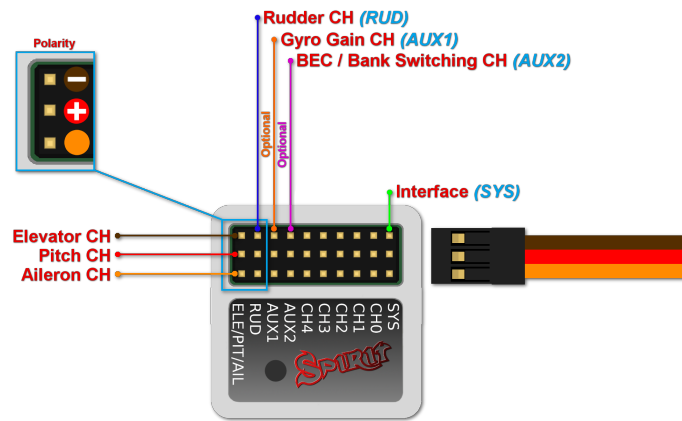 Rudder CH (RUD)
Polarity
Gyro Gain CH (AUX1)
BEC / Bank Switching CH (AUX2)
Optional
Optional
Interface (SYS)
Elevator CH
Pitch CH
Aileron CH
ELE/PIT/AIL
RUD
AUX1
AUX2
CH4
CH3
CH2
CH1
CH0
SYS
SPIRIT